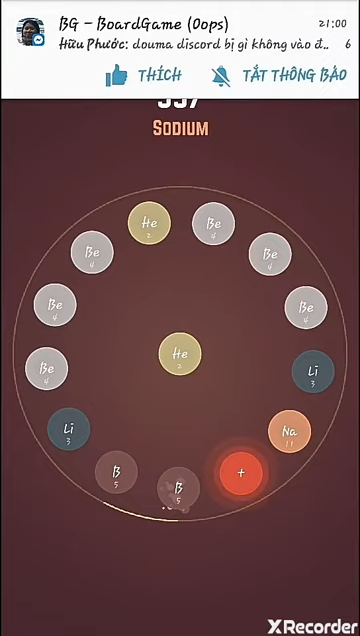 BG - BoardGame (Oops)
21:00
Hữu Phước: douma discord bị gì không vào đ..
6
THÍCH
TẮT THÔNG BÁO
SODIUM
He
2
Be
4
Be
4
Be
4
Be
4
Be
4
Be
4
He
2
Li
3
Li
3
Na
11
+
B
5
B
5
XRecorder